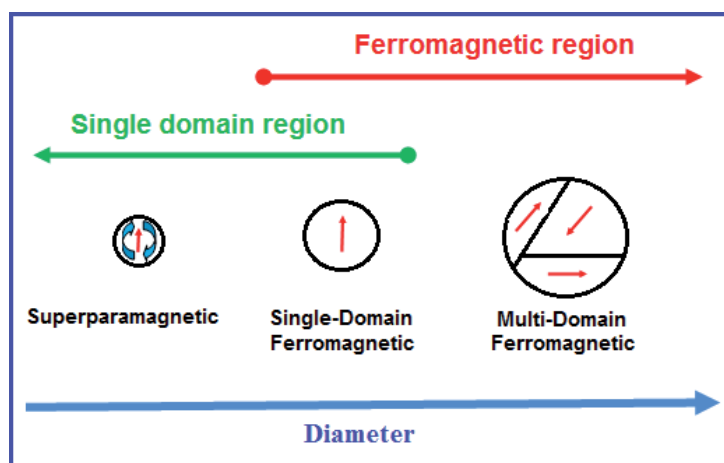 Ferromagnetic region
Single domain region
Superparamagnetic
Single-Domain
Ferromagnetic
Multi-Domain
Ferromagnetic
Diameter